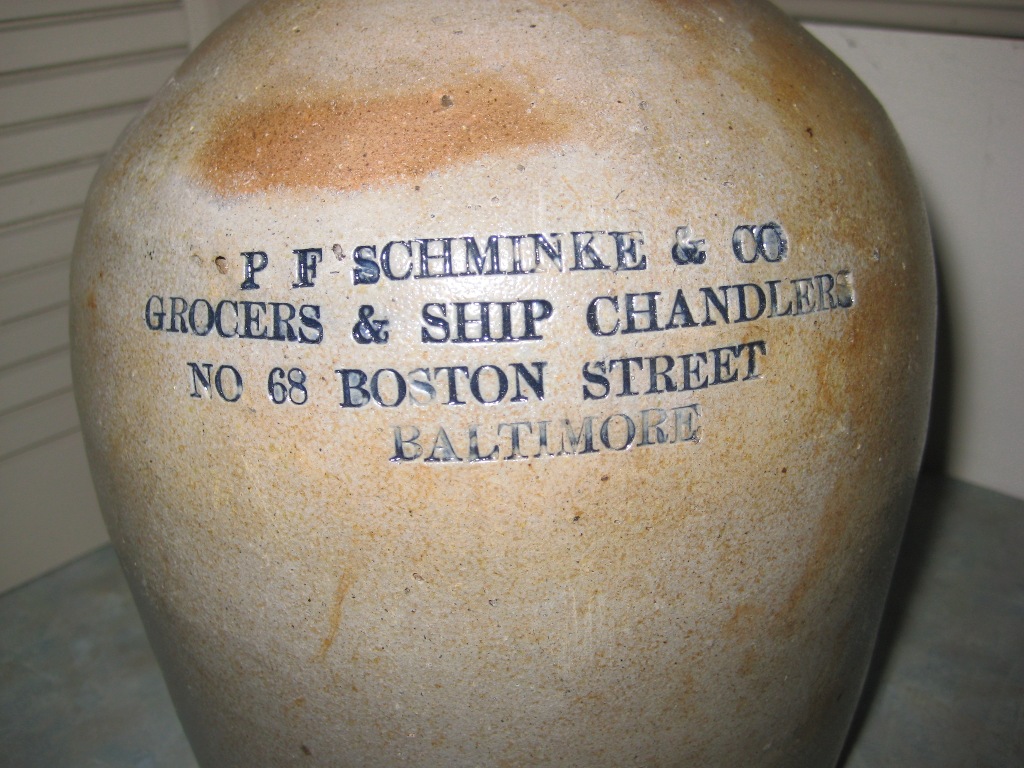 P F SCHMINKE & CO
GROCERS & SHIP CHANDLERS
NO 68 BOSTON STREET
BALTIMORE